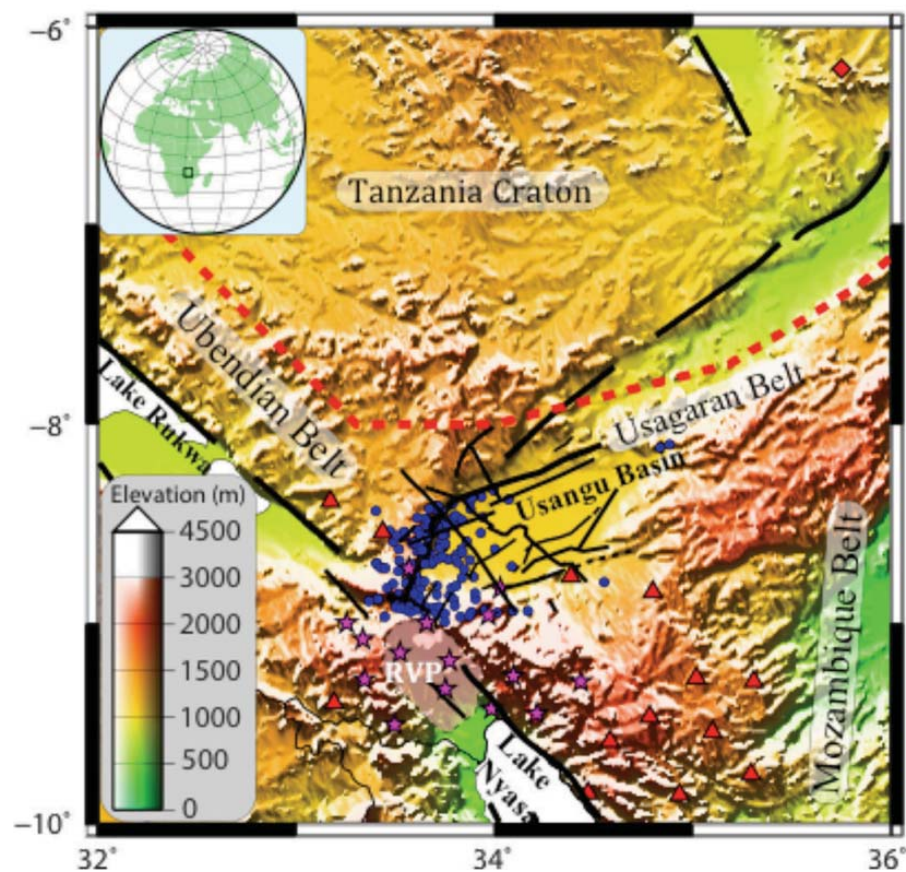 −6°
Tanzania Craton
Ubendian Belt
Lake Rukwa
−8°
Usagaran Belt
Usangu Basin
Elevation (m)
4500
3000
2000
1500
1000
500
0
Mozambique Belt
RVP
Lake
Nyasa
−10°
32°
34°
36°